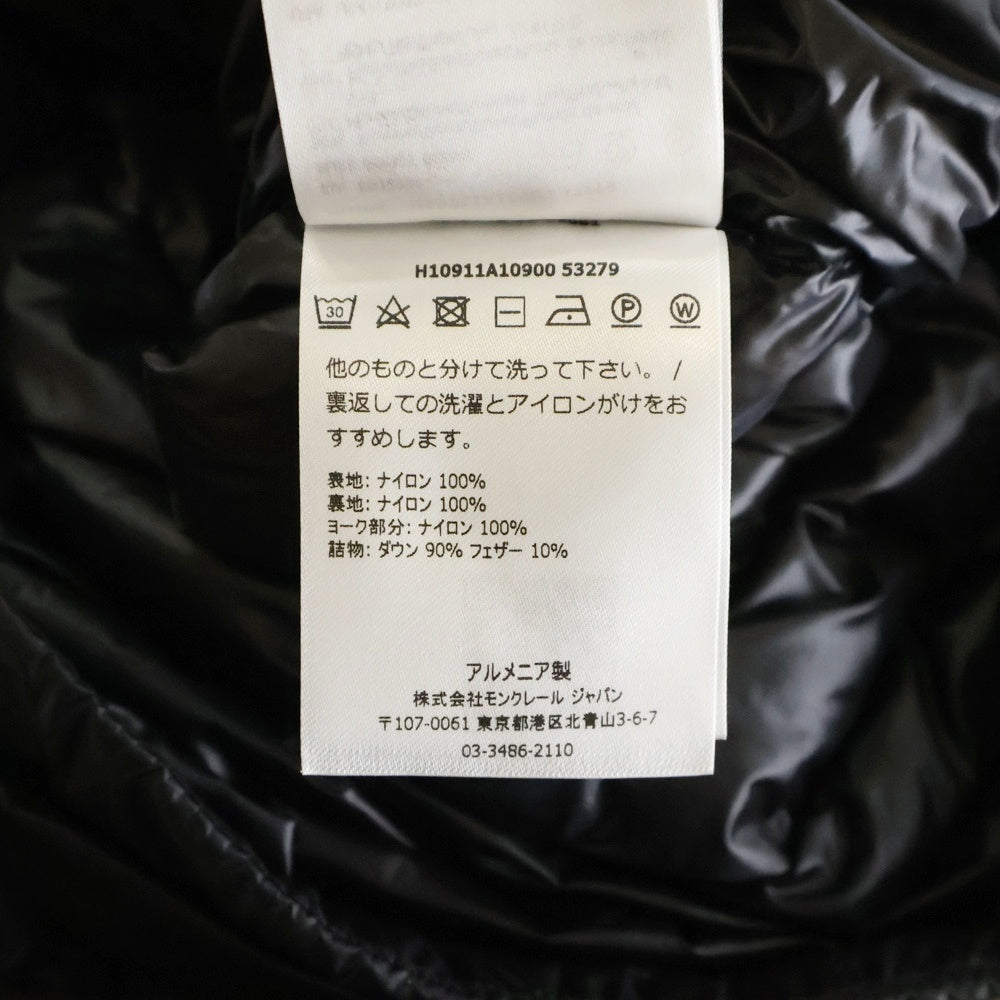 H10911A10900 53279
30 P W
他のものと分けて洗って下さい。 /
裏返しての洗濯とアイロンがけをお
すすめします。
表地: ナイロン 100%
裏地: ナイロン 100%
ヨーク部分: ナイロン 100%
詰物: ダウン 90% フェザー 10%
アルメニア製
株式会社モンクレール ジャパン
〒107-0061 東京都港区北青山3-6-7
03-3486-2110